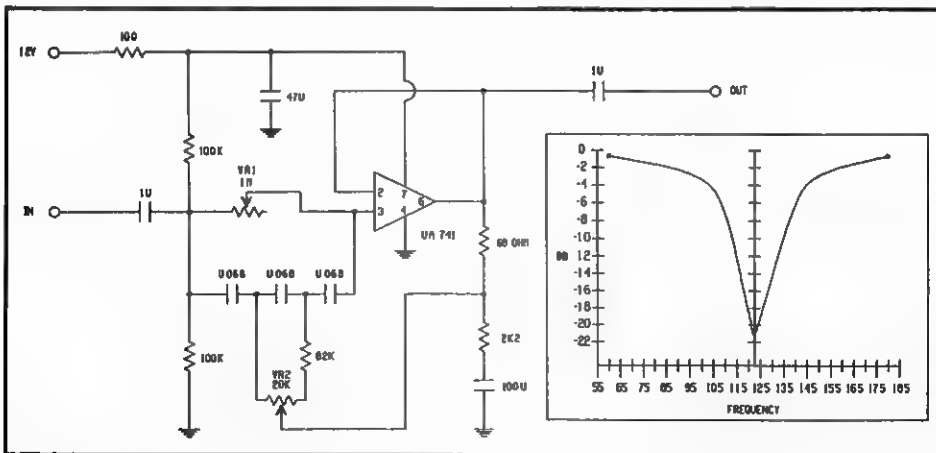 12V
100
47U
1U
OUT
100K
VR1
1M
IN
1U
2
7
6
3
4
UA 741
68 OHM
U068 U068 U068
100K
82K
VR2
20K
2K2
100U
0
-2
-4
-6
-8
DB
-10
-12
-14
-16
-18
-20
-22
55 65 75 85 95 105 115 125 135 145 155 165 175 185
FREQUENCY